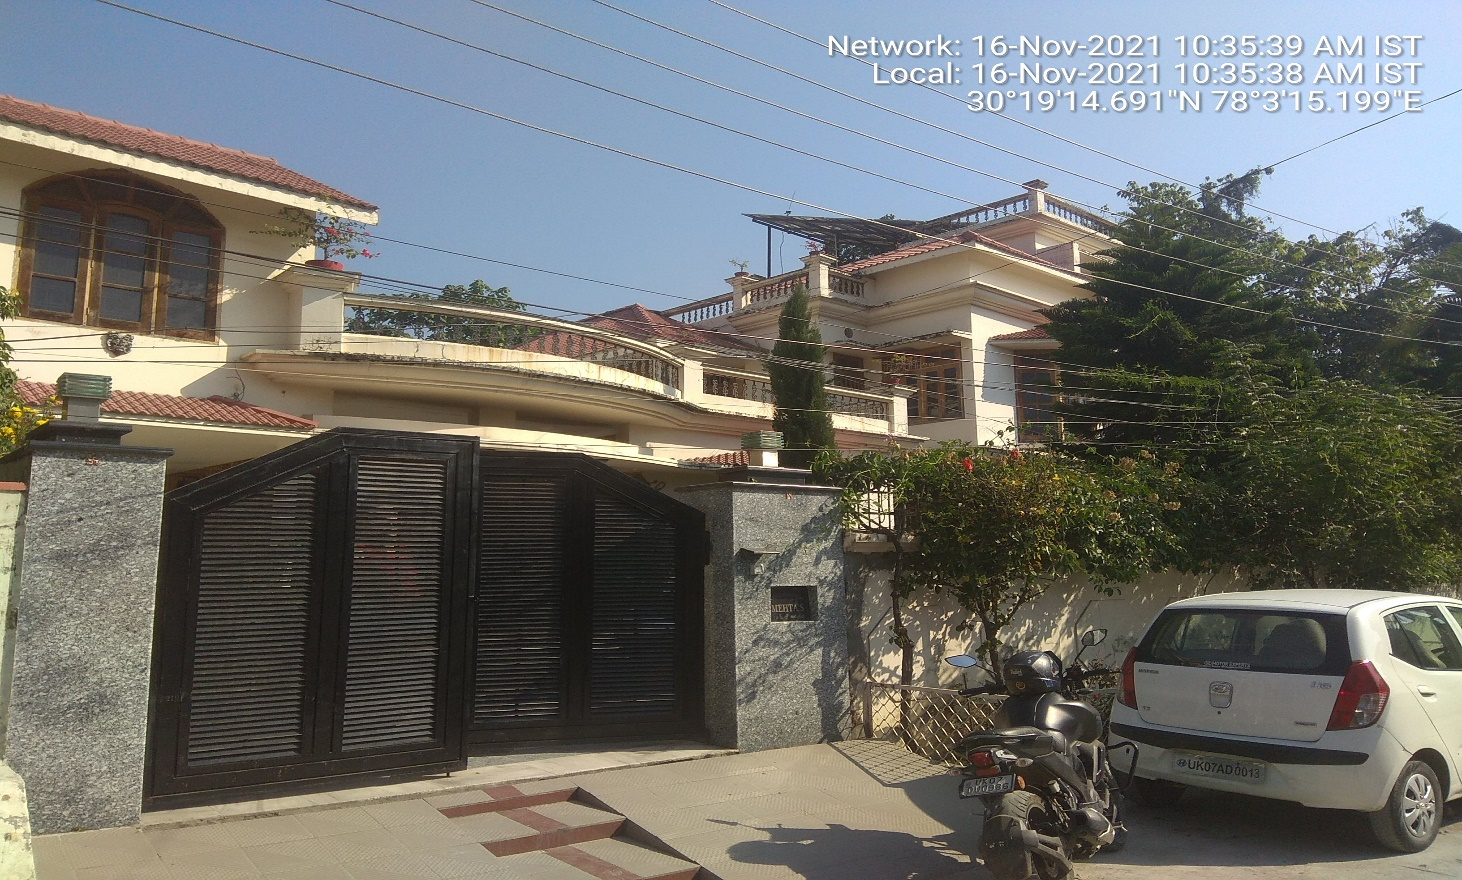 Network: 16-Nov-2021 10:35:39 AM IST
Local: 16-Nov-2021 10:35:38 AM IST
30°19'14.691"N 78°3'15.199"E
MEHTA'S
UK07AD0013